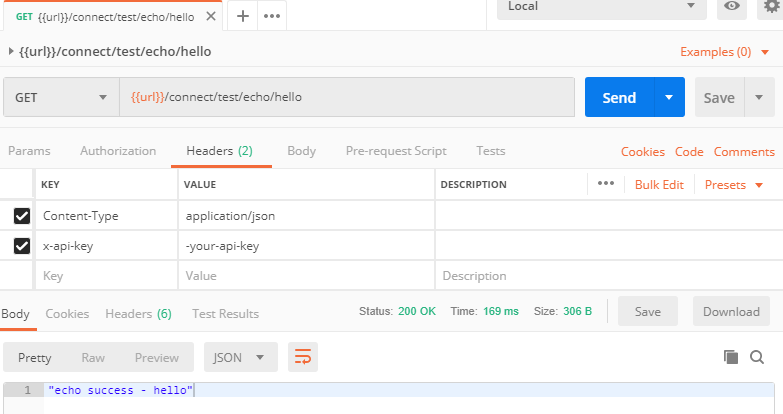 GET {{url}}/connect/test/echo/hello
Local
{{url}}/connect/test/echo/hello
Examples (0)
GET {{url}}/connect/test/echo/hello Send Save
Params Authorization Headers (2) Body Pre-request Script Tests Cookies Code Comments
KEY VALUE DESCRIPTION Bulk Edit Presets
Content-Type application/json
x-api-key -your-api-key
Key Value Description
Body Cookies Headers (6) Test Results Status: 200 OK Time: 169 ms Size: 306 B Save Download
Pretty Raw Preview JSON
1 "echo success - hello"